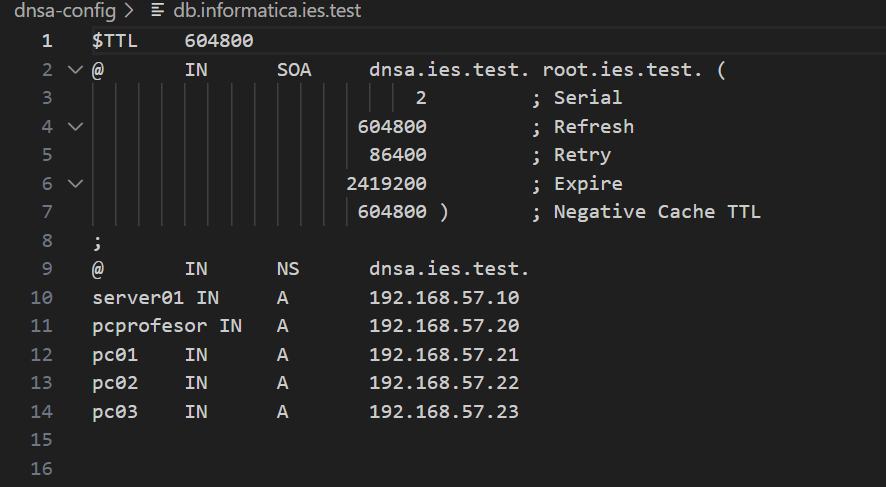 dnsa-config > db.informatica.ies.test
1 $TTL    604800
2 @       IN      SOA     dnsa.ies.test. root.ies.test. (
3                             2         ; Serial
4                        604800         ; Refresh
5                         86400         ; Retry
6                       2419200         ; Expire
7                        604800 )       ; Negative Cache TTL
8 ;
9 @       IN      NS      dnsa.ies.test.
10 server01 IN     A       192.168.57.10
11 pcprofesor IN   A       192.168.57.20
12 pc01    IN      A       192.168.57.21
13 pc02    IN      A       192.168.57.22
14 pc03    IN      A       192.168.57.23
15
16